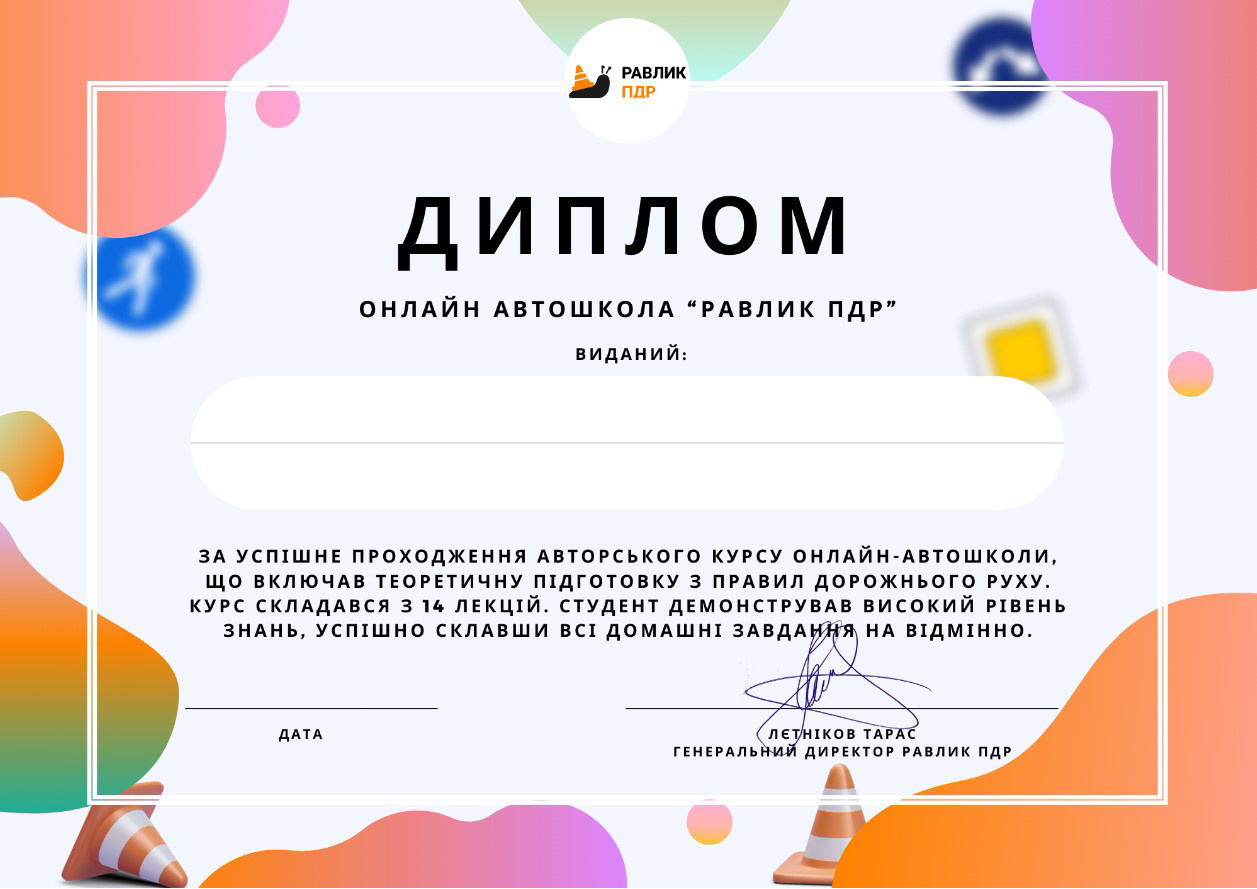 РАВЛИК
ПДР
ДИПЛОМ
ОНЛАЙН АВТОШКОЛА “РАВЛИК ПДР”
ВИДАНИЙ:
ЗА УСПІШНЕ ПРОХОДЖЕННЯ АВТОРСЬКОГО КУРСУ ОНЛАЙН-АВТОШКОЛИ,
ЩО ВКЛЮЧАВ ТЕОРЕТИЧНУ ПІДГОТОВКУ З ПРАВИЛ ДОРОЖНЬОГО РУХУ.
КУРС СКЛАДАВСЯ З 14 ЛЕКЦІЙ. СТУДЕНТ ДЕМОНСТРУВАВ ВИСОКИЙ РІВЕНЬ
ЗНАНЬ, УСПІШНО СКЛАВШИ ВСІ ДОМАШНІ ЗАВДАННЯ НА ВІДМІННО.
ДАТА
ЛЄТНІКОВ ТАРАС
ГЕНЕРАЛЬНИЙ ДИРЕКТОР РАВЛИК ПДР